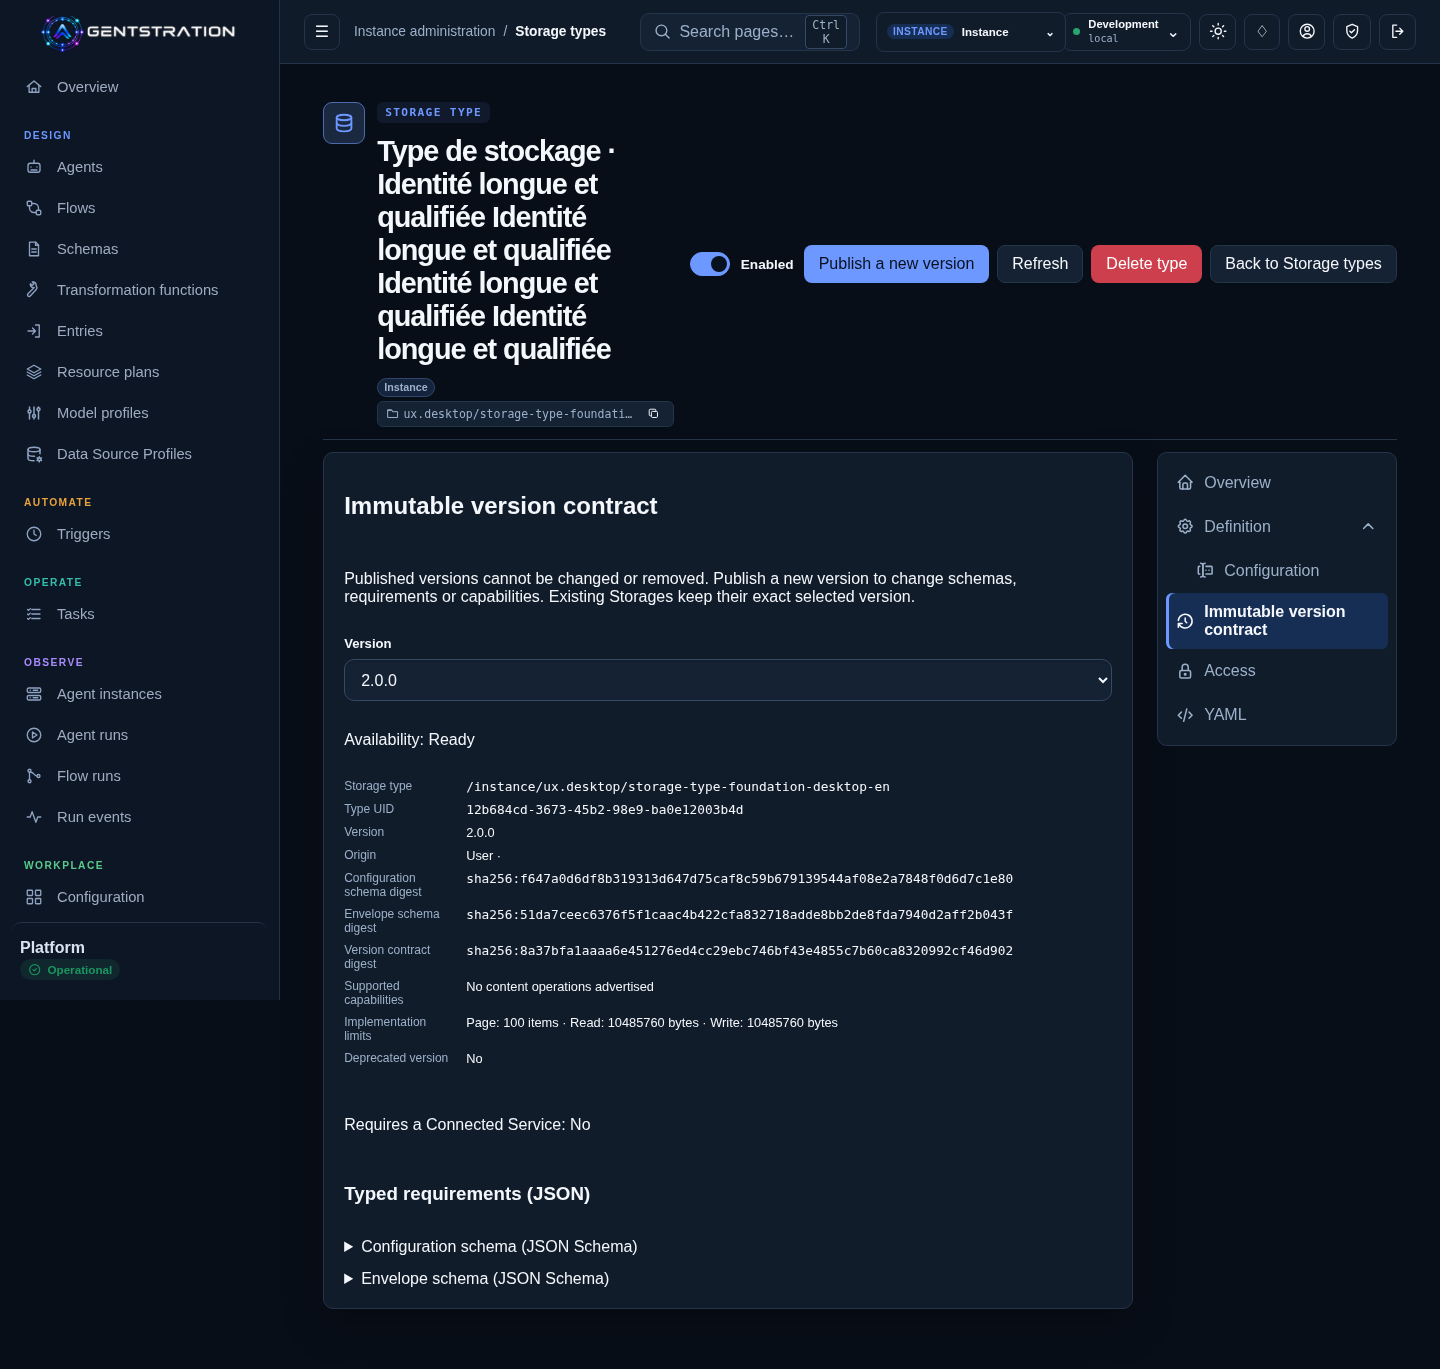 GENTSTRATION
Overview
DESIGN
Agents
Flows
Schemas
Transformation functions
Entries
Resource plans
Model profiles
Data Source Profiles
AUTOMATE
Triggers
OPERATE
Tasks
OBSERVE
Agent instances
Agent runs
Flow runs
Run events
WORKPLACE
Configuration
Platform
Operational
Instance administration / Storage types
Search pages…
Ctrl
K
INSTANCE Instance
Development
local
STORAGE TYPE
Type de stockage ·
Identité longue et
qualifiée Identité
longue et qualifiée
Identité longue et
qualifiée Identité
longue et qualifiée
Instance
ux.desktop/storage-type-foundati…
Enabled
Publish a new version
Refresh
Delete type
Back to Storage types
Immutable version contract
Published versions cannot be changed or removed. Publish a new version to change schemas,
requirements or capabilities. Existing Storages keep their exact selected version.
Version
2.0.0
Availability: Ready
Storage type /instance/ux.desktop/storage-type-foundation-desktop-en
Type UID 12b684cd-3673-45b2-98e9-ba0e12003b4d
Version 2.0.0
Origin User ·
Configuration
schema digest
sha256:f647a0d6df8b319313d647d75caf8c59b679139544af08e2a7848f0d6d7c1e80
Envelope schema
digest
sha256:51da7ceec6376f5f1caac4b422cfa832718adde8bb2de8fda7940d2aff2b043f
Version contract
digest
sha256:8a37bfa1aaaa6e451276ed4cc29ebc746bf43e4855c7b60ca8320992cf46d902
Supported
capabilities
No content operations advertised
Implementation
limits
Page: 100 items · Read: 10485760 bytes · Write: 10485760 bytes
Deprecated version No
Requires a Connected Service: No
Typed requirements (JSON)
Configuration schema (JSON Schema)
Envelope schema (JSON Schema)
Overview
Definition
Configuration
Immutable version
contract
Access
YAML